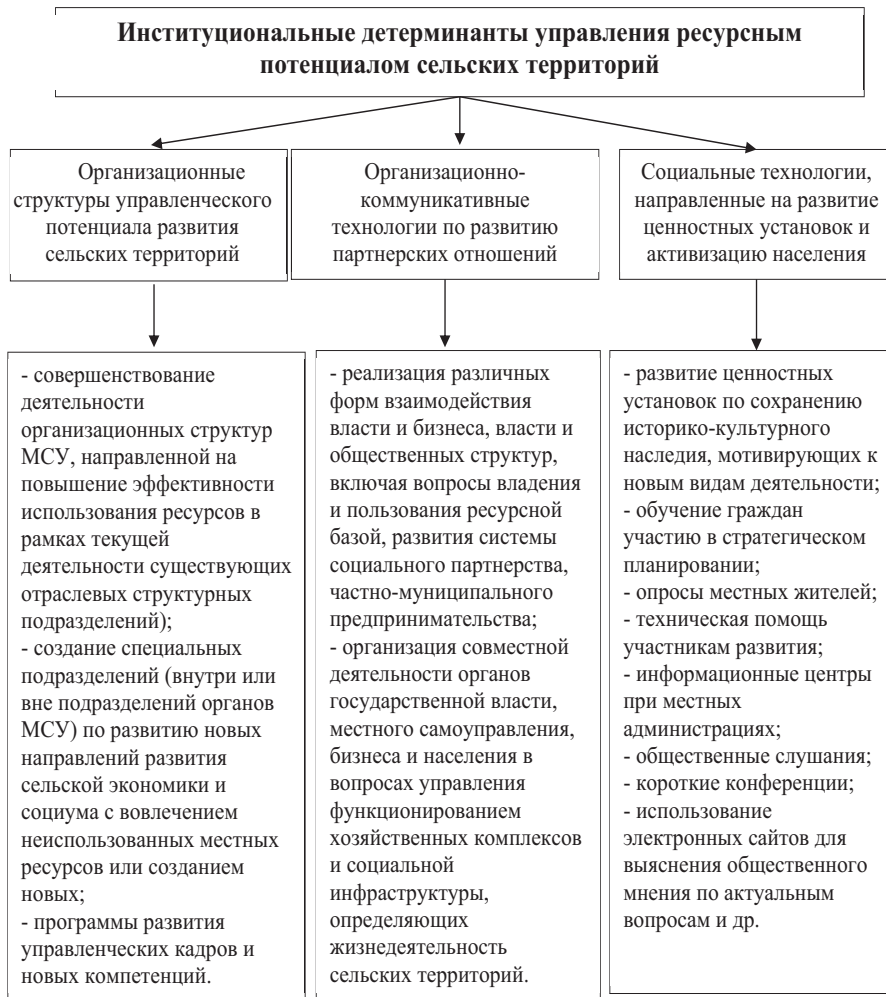 Институциональные детерминанты управления ресурсным
потенциалом сельских территорий
Организационные
структуры управленческого
потенциала развития
сельских территорий
Организационно-
коммуникативные
технологии по развитию
партнерских отношений
Социальные технологии,
направленные на развитие
ценностных установок и
активизацию населения
- совершенствование
деятельности
организационных структур
МСУ, направленной на
повышение эффективности
использования ресурсов в
рамках текущей
деятельности существующих
отраслевых структурных
подразделений);
- создание специальных
подразделений (внутри или
вне подразделений органов
МСУ) по развитию новых
направлений развития
сельской экономики и
социума с вовлечением
неиспользованных местных
ресурсов или созданием
новых;
- программы развития
управленческих кадров и
новых компетенций.
- реализация различных
форм взаимодействия
власти и бизнеса, власти и
общественных структур,
включая вопросы владения
и пользования ресурсной
базой, развития системы
социального партнерства,
частно-муниципального
предпринимательства;
- организация совместной
деятельности органов
государственной власти,
местного самоуправления,
бизнеса и населения в
вопросах управления
функционированием
хозяйственных комплексов
и социальной
инфраструктуры,
определяющих
жизнедеятельность
сельских территорий.
- развитие ценностных
установок по сохранению
историко-культурного
наследия, мотивирующих к
новым видам деятельности;
- обучение граждан
участию в стратегическом
планировании;
- опросы местных жителей;
- техническая помощь
участникам развития;
- информационные центры
при местных
администрациях;
- общественные слушания;
- короткие конференции;
- использование
электронных сайтов для
выяснения общественного
мнения по актуальным
вопросам и др.